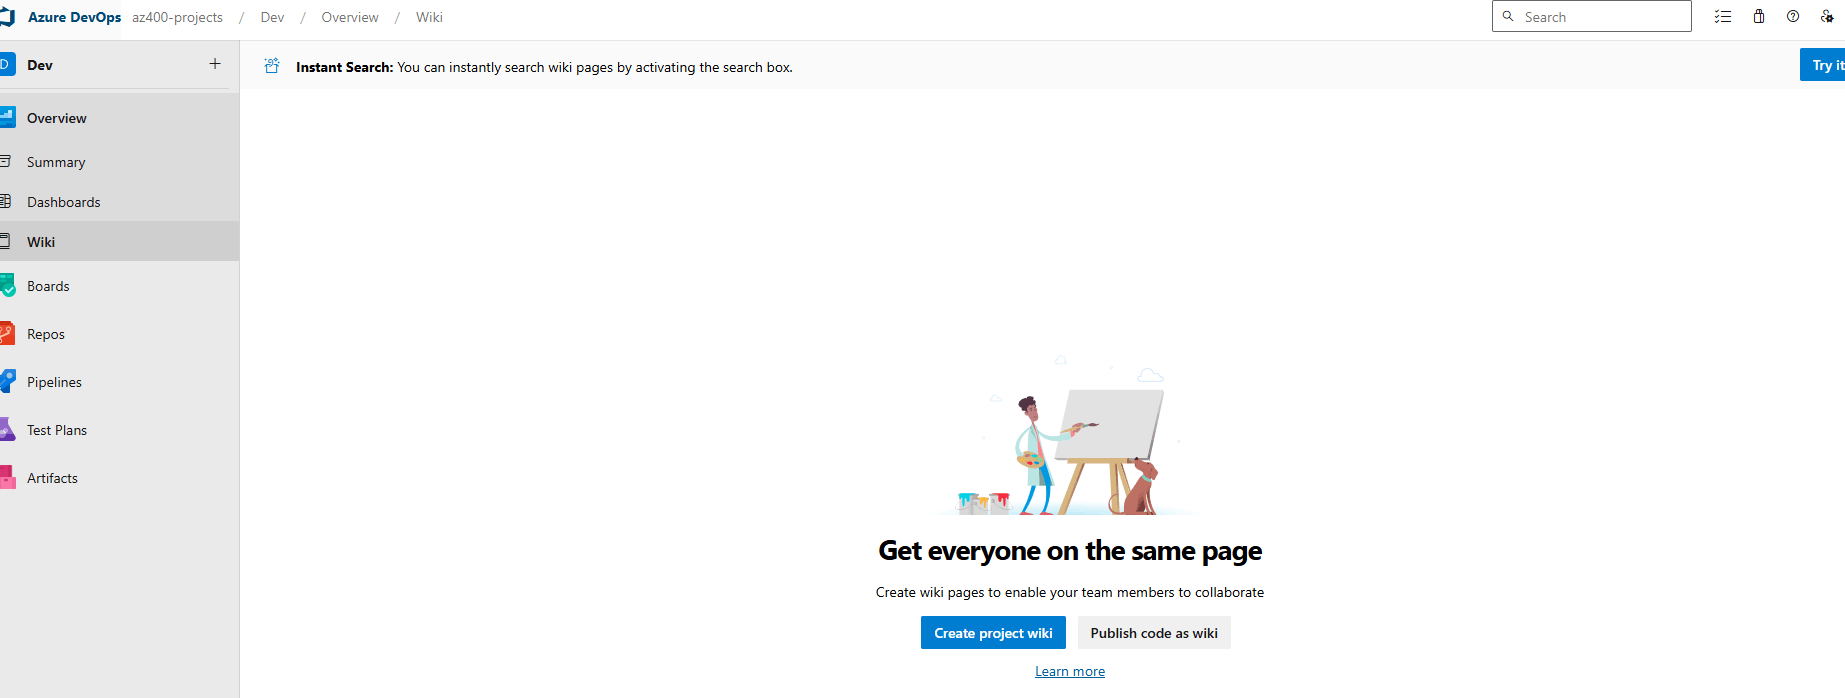 Azure DevOps az400-projects / Dev / Overview / Wiki Search
D Dev +
Instant Search: You can instantly search wiki pages by activating the search box. Try it
Overview
Summary
Dashboards
Wiki
Boards
Repos
Pipelines
Test Plans
Artifacts
Get everyone on the same page
Create wiki pages to enable your team members to collaborate
Create project wiki Publish code as wiki
Learn more